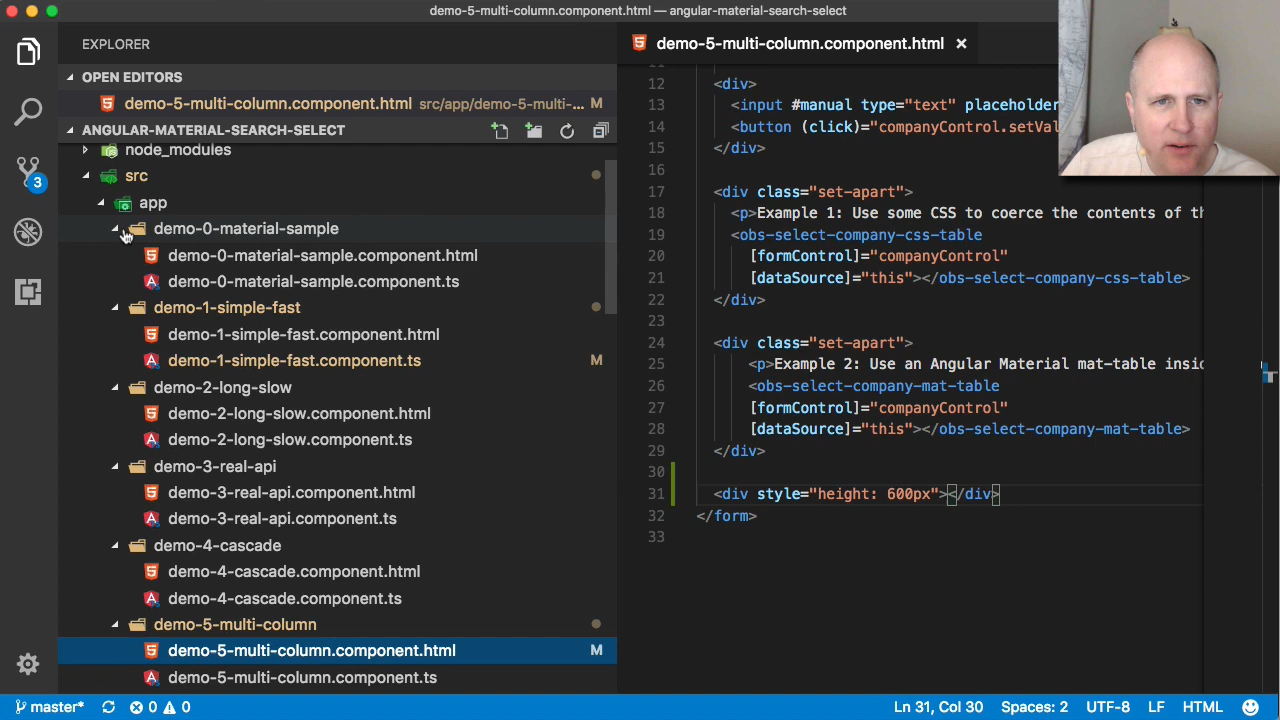 demo-5-multi-column.component.html — angular-material-search-select
EXPLORER
OPEN EDITORS
demo-5-multi-column.component.html src/app/demo-5-multi-... M
ANGULAR-MATERIAL-SEARCH-SELECT
node_modules
src
app
demo-0-material-sample
demo-0-material-sample.component.html
demo-0-material-sample.component.ts
demo-1-simple-fast
demo-1-simple-fast.component.html
demo-1-simple-fast.component.ts M
demo-2-long-slow
demo-2-long-slow.component.html
demo-2-long-slow.component.ts
demo-3-real-api
demo-3-real-api.component.html
demo-3-real-api.component.ts
demo-4-cascade
demo-4-cascade.component.html
demo-4-cascade.component.ts
demo-5-multi-column
demo-5-multi-column.component.html M
demo-5-multi-column.component.ts
3
demo-5-multi-column.component.html ×
11
12 <div>
13 <input #manual type="text" placeholder
14 <button (click)="companyControl.setVal
15 </div>
16
17 <div class="set-apart">
18 <p>Example 1: Use some CSS to coerce the contents of th
19 <obs-select-company-css-table
20 [formControl]="companyControl"
21 [dataSource]="this"></obs-select-company-css-table>
22 </div>
23
24 <div class="set-apart">
25 <p>Example 2: Use an Angular Material mat-table insid
26 <obs-select-company-mat-table
27 [formControl]="companyControl"
28 [dataSource]="this"></obs-select-company-mat-table>
29 </div>
30
31 <div style="height: 600px"></div>
32 </form>
33
master* 0 0 Ln 31, Col 30 Spaces: 2 UTF-8 LF HTML